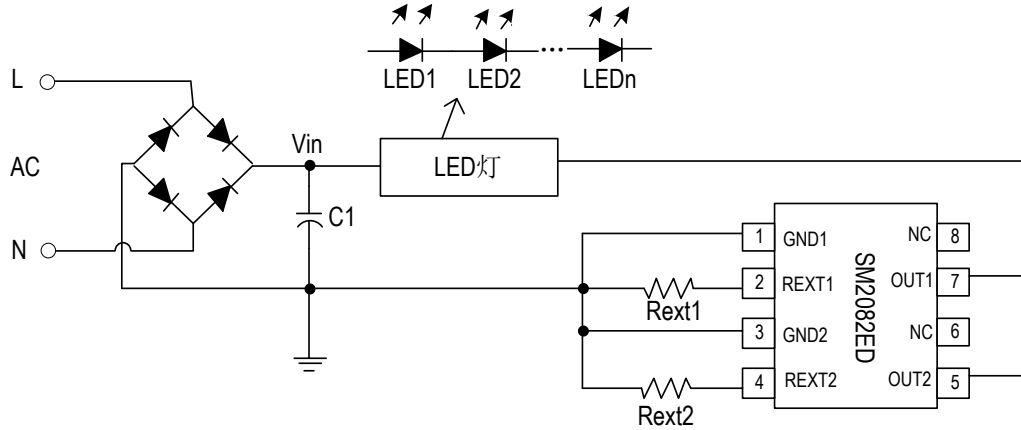 LED1
LED2
...
LEDn
L
Vin
LED灯
AC
C1
N
1
GND1
NC
8
2
REXT1
OUT1
7
Rext1
SM2082ED
3
GND2
NC
6
4
REXT2
OUT2
5
Rext2